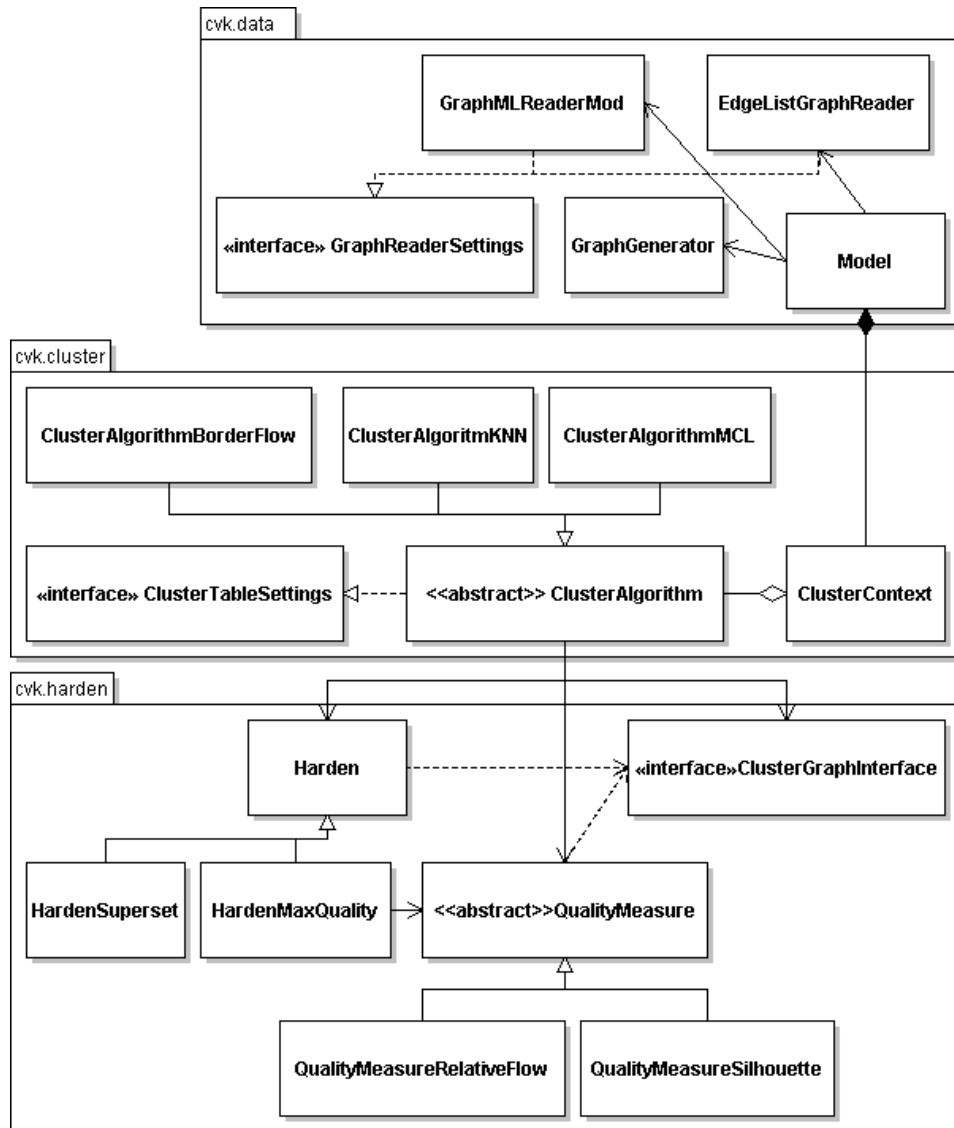 cvk.data
GraphMLReaderMod
EdgeListGraphReader
«interface» GraphReaderSettings
GraphGenerator
Model
cvk.cluster
ClusterAlgorithmBorderFlow
ClusterAlgoritmKNN
ClusterAlgorithmMCL
«interface» ClusterTableSettings
<<abstract>> ClusterAlgorithm
ClusterContext
cvk.harden
Harden
«interface»ClusterGraphInterface
HardenSuperset
HardenMaxQuality
<<abstract>>QualityMeasure
QualityMeasureRelativeFlow
QualityMeasureSilhouette